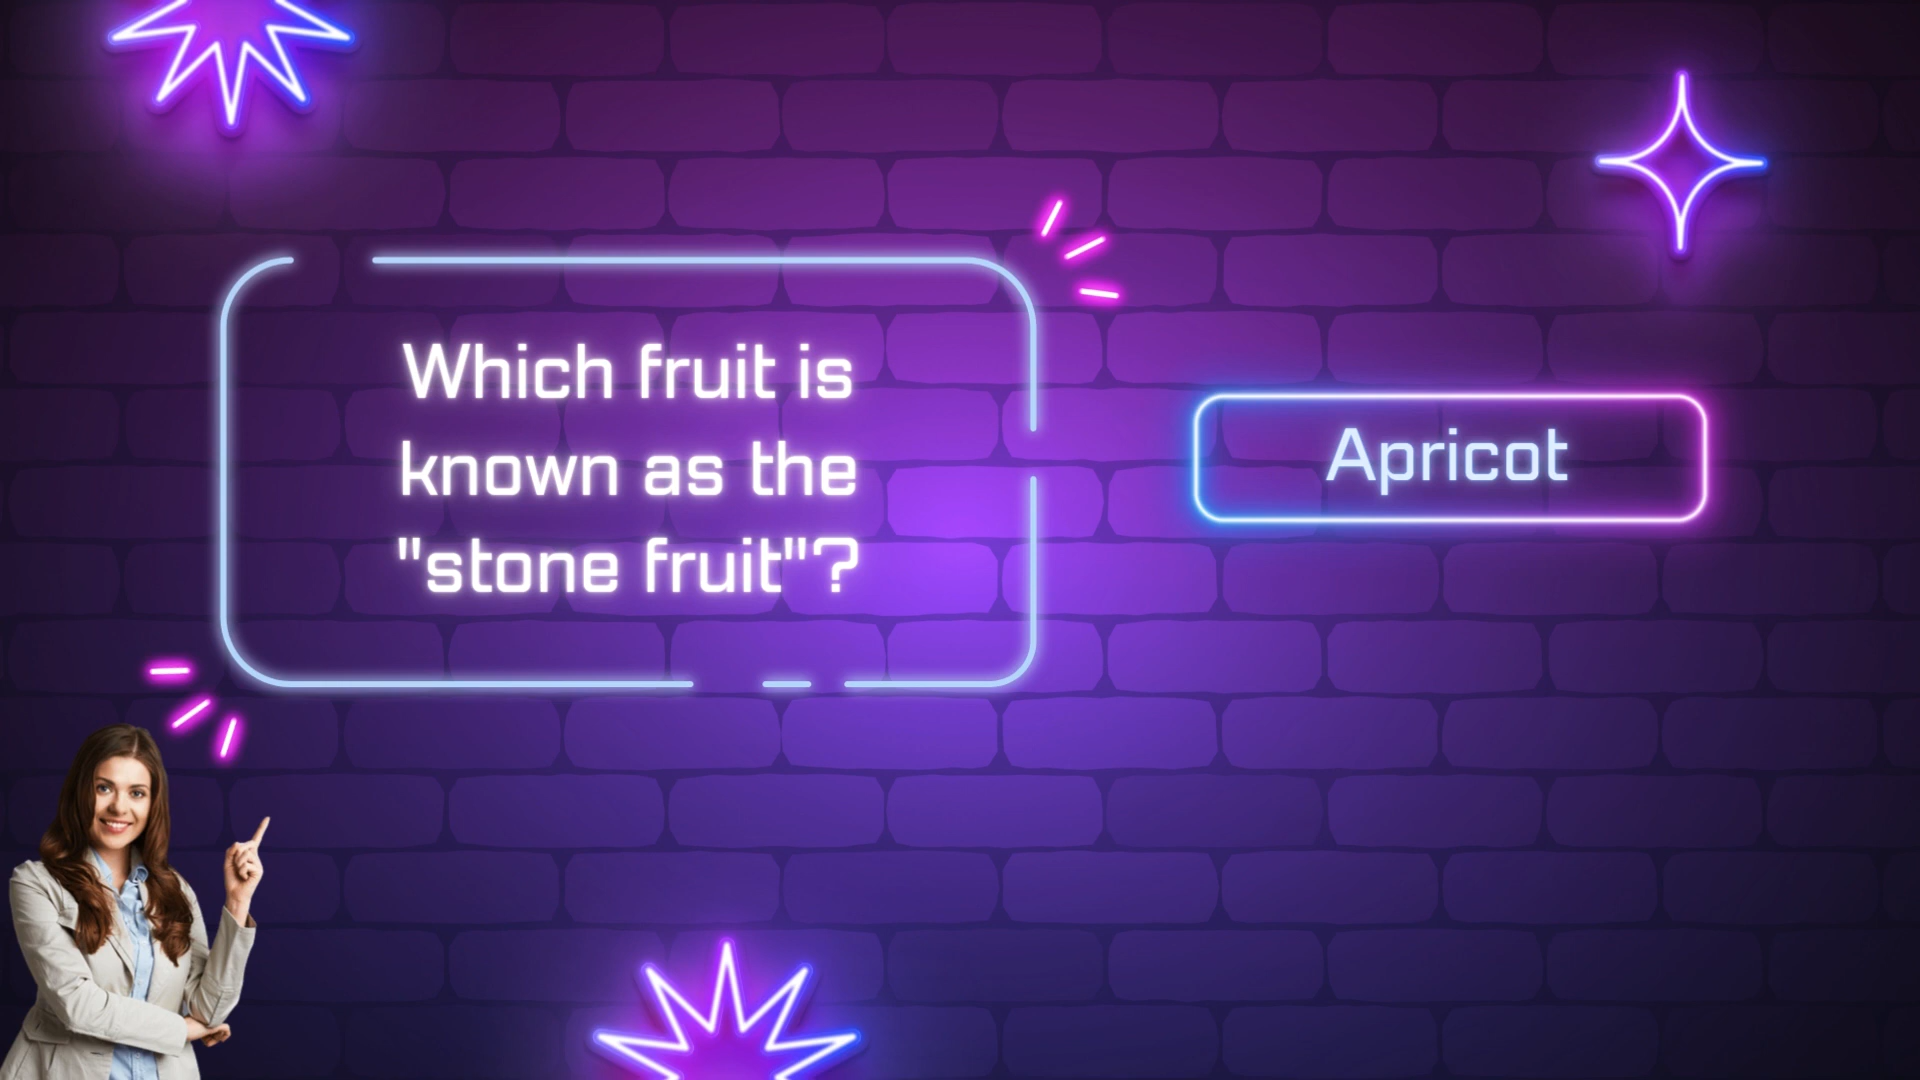 Which fruit is
known as the
"stone fruit"?
Apricot